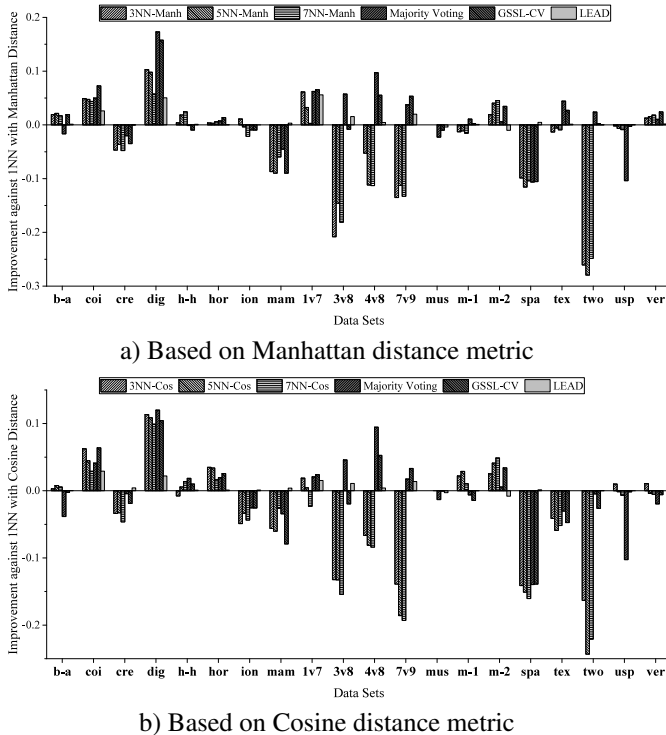 3NN-Manh 5NN-Manh 7NN-Manh Majority Voting GSSL-CV LEAD
Improvement against 1NN with Manhattan Distance
0.2
0.1
0.0
-0.1
-0.2
-0.3
b-a coi cre dig h-h hor ion mam 1v7 3v8 4v8 7v9 mus m-1 m-2 spa tex two usp ver
Data Sets
a) Based on Manhattan distance metric
3NN-Cos 5NN-Cos 7NN-Cos Majority Voting GSSL-CV LEAD
Improvement against 1NN with Cosine Distance
0.1
0.0
-0.1
-0.2
b-a coi cre dig h-h hor ion mam 1v7 3v8 4v8 7v9 mus m-1 m-2 spa tex two usp ver
Data Sets
b) Based on Cosine distance metric